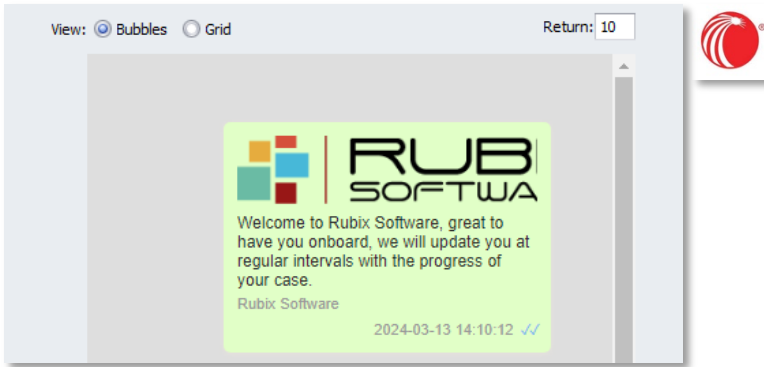 View: Bubbles Grid Return: 10
®
RUB
SOFTWA
Welcome to Rubix Software, great to
have you onboard, we will update you at
regular intervals with the progress of
your case.
Rubix Software
2024-03-13 14:10:12